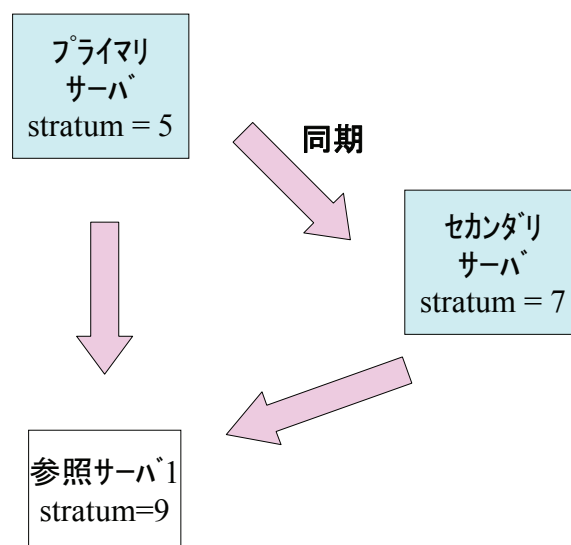 プライマリ
サーバ
stratum = 5
同期
セカンダリ
サーバ
stratum = 7
参照サーバ1
stratum=9